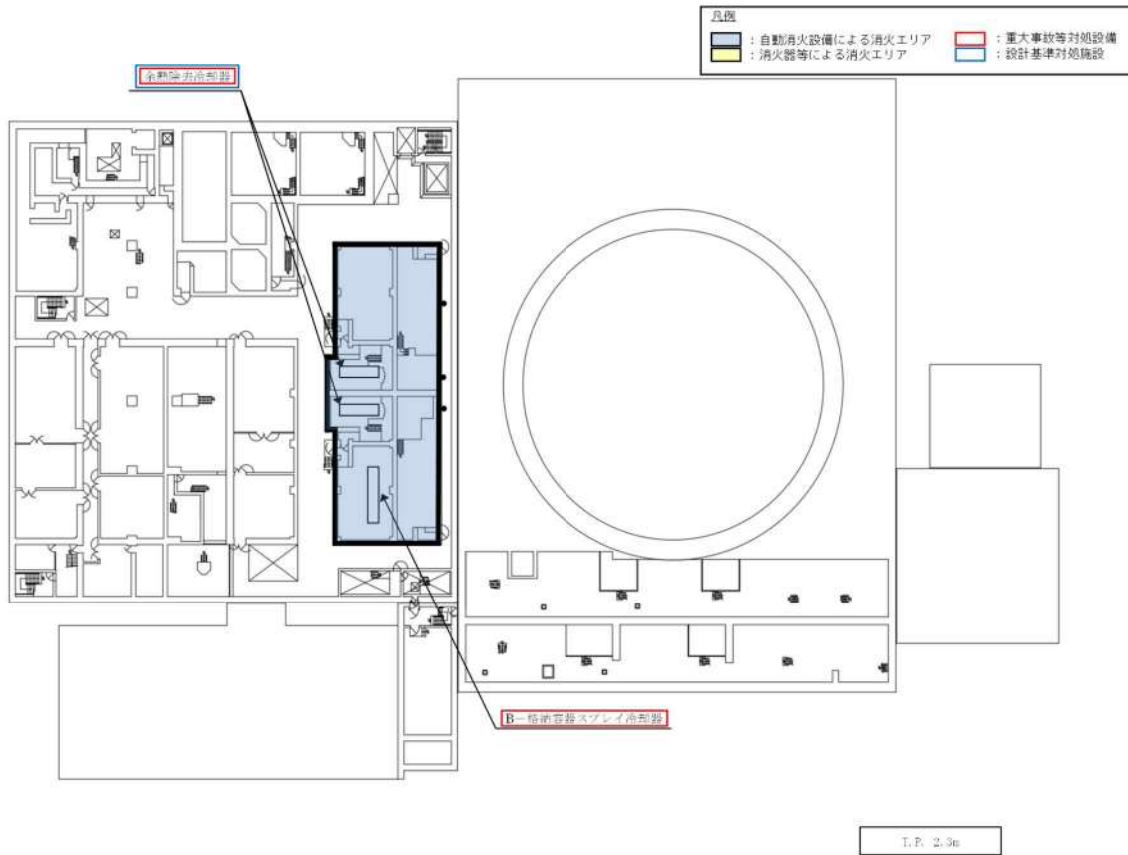 凡例
：自動消火設備による消火エリア
：重大事故等対処設備
：消火器等による消火エリア
：設計基準対処施設
余熱除去冷却器
B－格納容器スプレイ冷却器
T.P. 2.3m